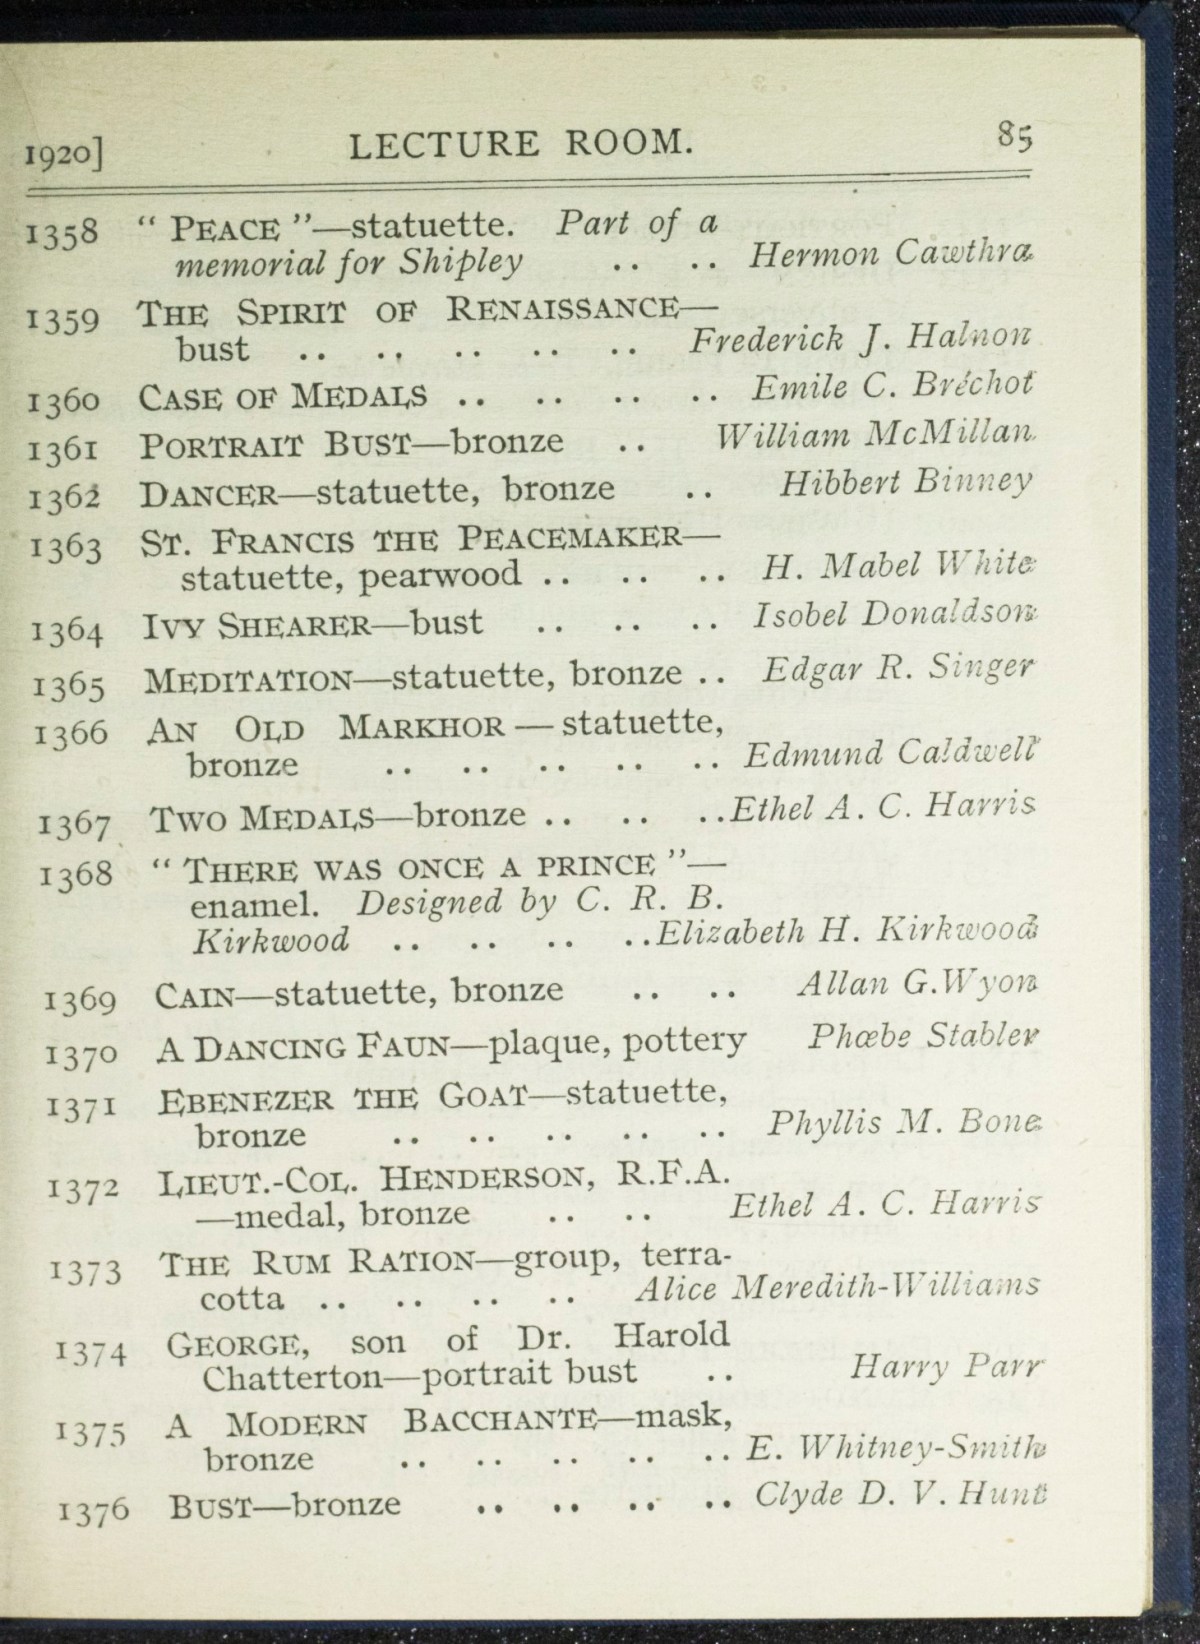 1920] LECTURE ROOM. 85
1358 “ PEACE ”—statuette. Part of a
memorial for Shipley .. .. Hermon Cawthra
1359 THE SPIRIT OF RENAISSANCE—
bust .. .. .. .. .. Frederick J. Halnon
1360 CASE OF MEDALS .. .. .. .. Emile C. Bréchot
1361 PORTRAIT BUST—bronze .. William McMillan
1362 DANCER—statuette, bronze .. Hibbert Binney
1363 ST. FRANCIS THE PEACEMAKER—
statuette, pearwood .. .. .. H. Mabel White
1364 IVY SHEARER—bust .. .. .. Isobel Donaldson
1365 MEDITATION—statuette, bronze .. Edgar R. Singer
1366 AN OLD MARKHOR — statuette,
bronze .. .. .. .. .. Edmund Caldwell
1367 TWO MEDALS—bronze .. .. .. Ethel A. C. Harris
1368 “ THERE WAS ONCE A PRINCE ”—
enamel. Designed by C. R. B.
Kirkwood .. .. .. .. Elizabeth H. Kirkwood
1369 CAIN—statuette, bronze .. .. Allan G. Wyon
1370 A DANCING FAUN—plaque, pottery Phœbe Stabler
1371 EBENEZER THE GOAT—statuette,
bronze .. .. .. .. .. Phyllis M. Bone
1372 LIEUT.-COL. HENDERSON, R.F.A.
—medal, bronze .. .. Ethel A. C. Harris
1373 THE RUM RATION—group, terra-
cotta .. .. .. .. Alice Meredith-Williams
1374 GEORGE, son of Dr. Harold
Chatterton—portrait bust .. Harry Parr
1375 A MODERN BACCHANTE—mask,
bronze .. .. .. .. .. E. Whitney-Smith
1376 BUST—bronze .. .. .. .. Clyde D. V. Hunt